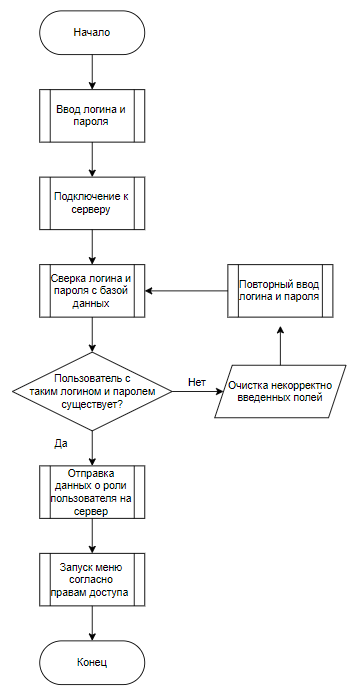 Начало
Ввод логина и
пароля
Подключение к
серверу
Сверка логина и
пароля с базой
данных
Повторный ввод
логина и пароля
Пользователь с
таким логином и паролем
существует?
Нет
Очистка некорректно
введенных полей
Да
Отправка
данных о роли
пользователя на
сервер
Запуск меню
согласно
правам доступа
Конец